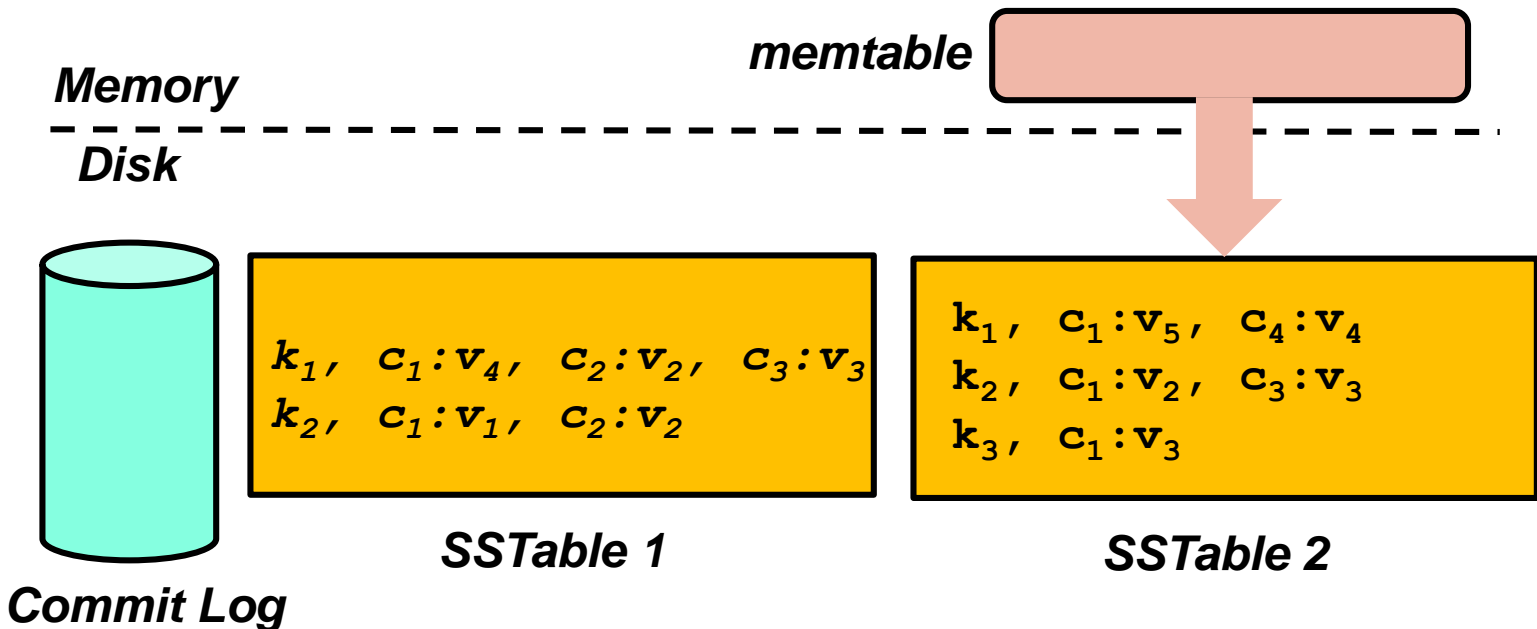 memtable
Memory
Disk
k₁, c₁:v₄, c₂:v₂, c₃:v₃
k₂, c₁:v₁, c₂:v₂
k₁, c₁:v₅, c₄:v₄
k₂, c₁:v₂, c₃:v₃
k₃, c₁:v₃
SSTable 1
SSTable 2
Commit Log